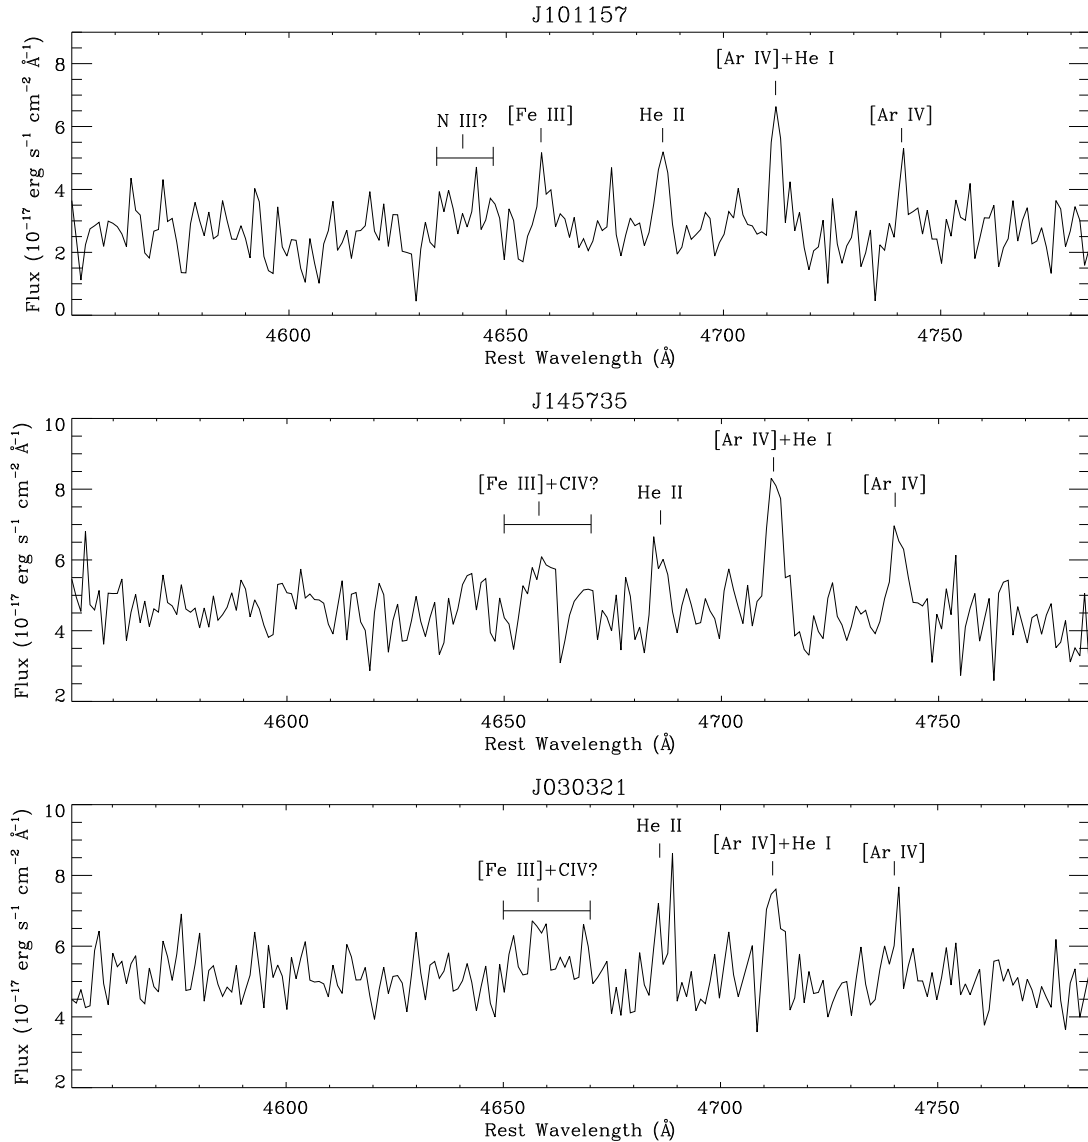 J101157
[Ar IV]+He I
N III?
[Fe III]
He II
[Ar IV]
Flux (10⁻¹⁷ erg s⁻¹ cm⁻² Å⁻¹)
8
6
4
2
0
4600
4650
4700
4750
Rest Wavelength (Å)
J145735
[Ar IV]+He I
[Fe III]+CIV?
He II
[Ar IV]
Flux (10⁻¹⁷ erg s⁻¹ cm⁻² Å⁻¹)
10
8
6
4
2
4600
4650
4700
4750
Rest Wavelength (Å)
J030321
He II
[Ar IV]+He I
[Ar IV]
[Fe III]+CIV?
Flux (10⁻¹⁷ erg s⁻¹ cm⁻² Å⁻¹)
10
8
6
4
2
4600
4650
4700
4750
Rest Wavelength (Å)